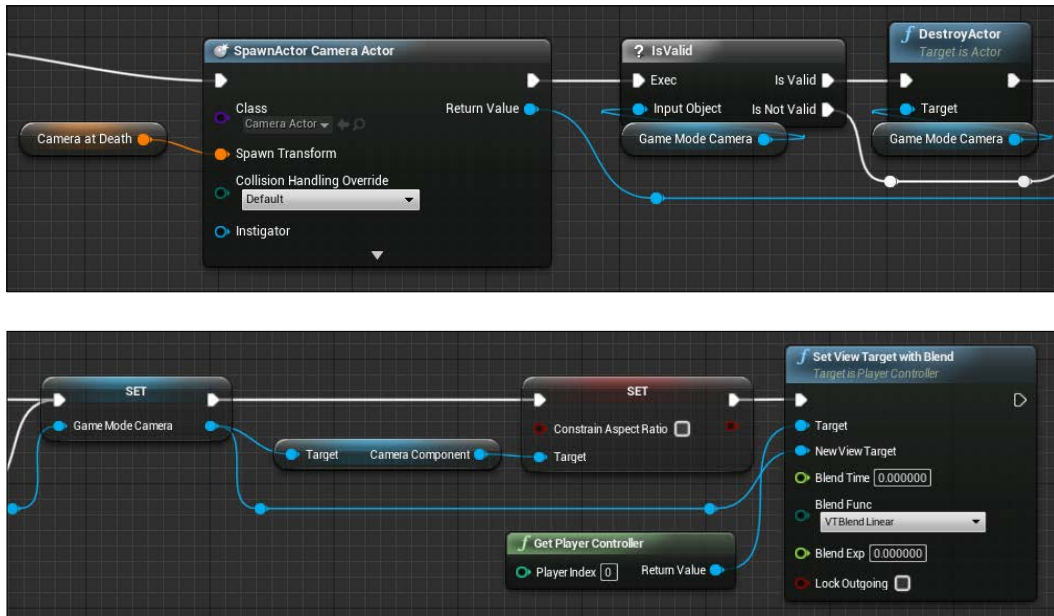 SpawnActor Camera Actor
Class
Camera Actor
Return Value
Camera at Death
Spawn Transform
Collision Handling Override
Default
Instigator
? IsValid
Exec
Is Valid
Input Object
Is Not Valid
Game Mode Camera
f DestroyActor
Target is Actor
Target
Game Mode Camera
SET
Game Mode Camera
Target
Camera Component
SET
Constrain Aspect Ratio
Target
f Get Player Controller
Player Index 0
Return Value
f Set View Target with Blend
Target is Player Controller
Target
New View Target
Blend Time 0.000000
Blend Func
VTBlend Linear
Blend Exp 0.000000
Lock Outgoing